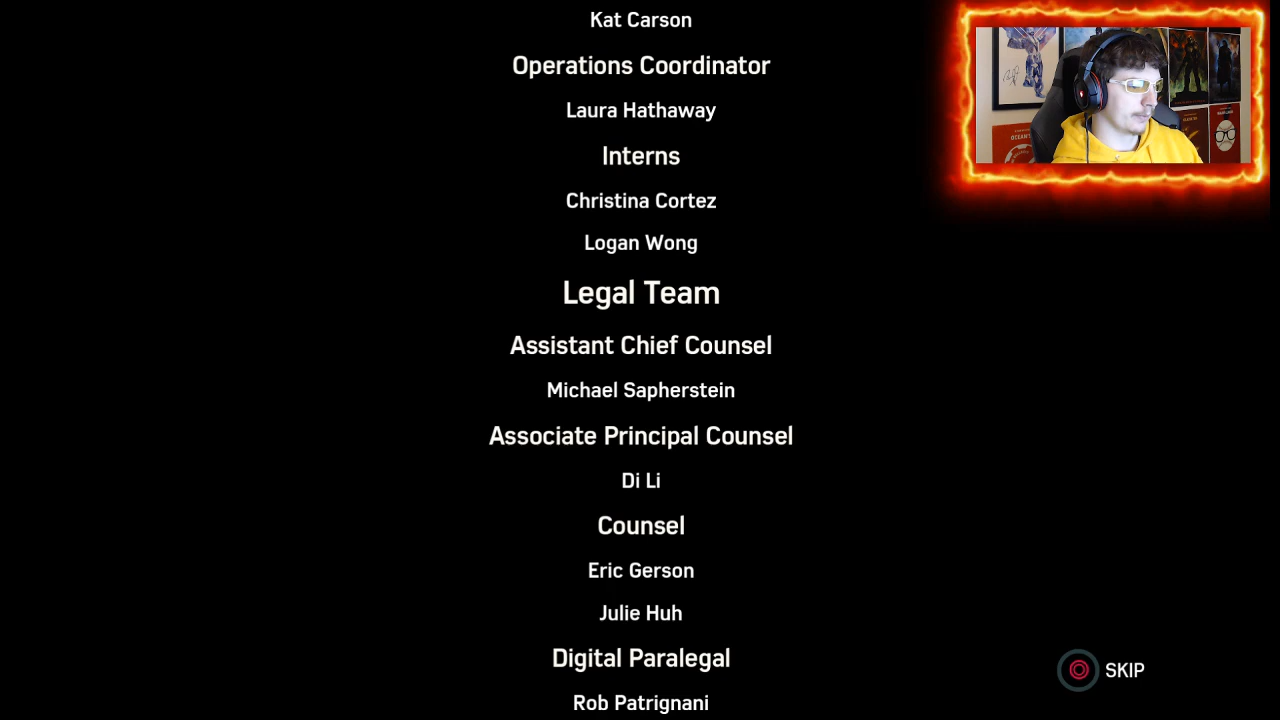 Kat Carson
Operations Coordinator
Laura Hathaway
Interns
Christina Cortez
Logan Wong
Legal Team
Assistant Chief Counsel
Michael Sapherstein
Associate Principal Counsel
Di Li
Counsel
Eric Gerson
Julie Huh
Digital Paralegal
Rob Patrignani
SKIP